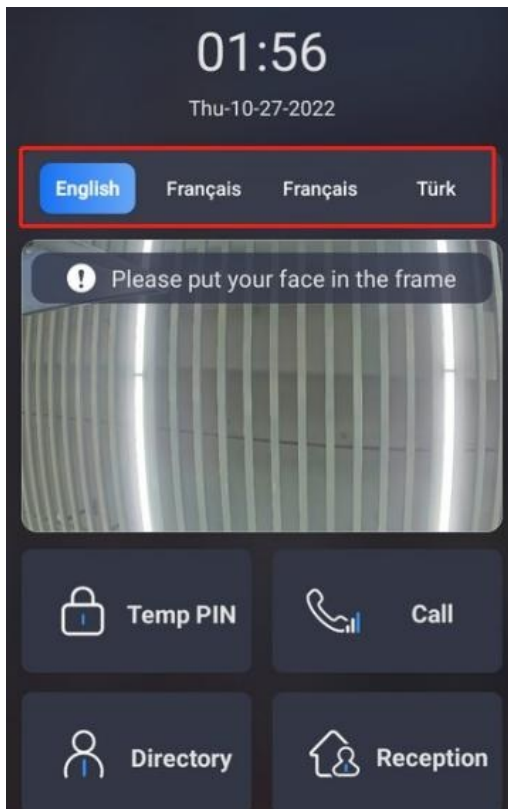 01:56
Thu-10-27-2022
English Français Français Türk
Please put your face in the frame
Temp PIN Call
Directory Reception